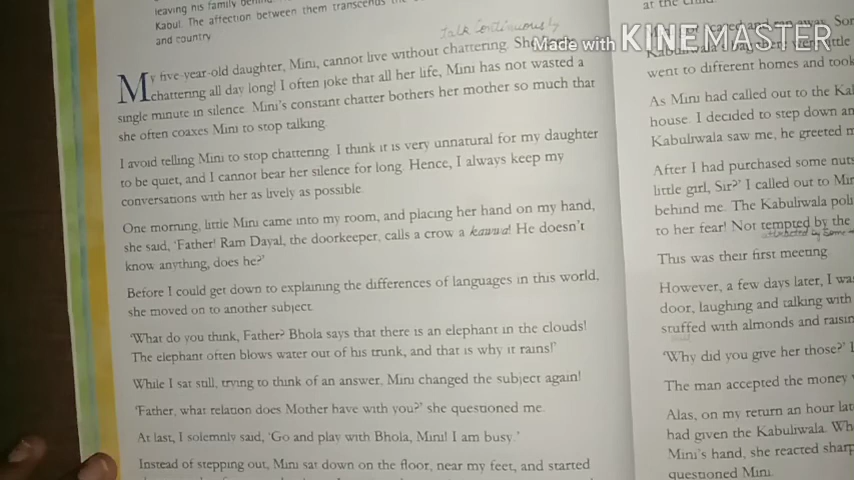 leaving his family behind.
Kabul. The affection between them transcends the
and country
talk continuously
My five-year-old daughter, Mini, cannot live without chattering. She
chattering all day long! I often joke that all her life, Mini has not wasted a
single minute in silence. Mini's constant chatter bothers her mother so much that
she often coaxes Mini to stop talking.
I avoid telling Mini to stop chattering. I think it is very unnatural for my daughter
to be quiet, and I cannot bear her silence for long. Hence, I always keep my
conversations with her as lively as possible.
One morning, little Mini came into my room, and placing her hand on my hand,
she said, 'Father! Ram Dayal, the doorkeeper, calls a crow a kauua! He doesn't
know anything, does he?'
Before I could get down to explaining the differences of languages in this world,
she moved on to another subject.
'What do you think, Father? Bhola says that there is an elephant in the clouds!
The elephant often blows water out of his trunk, and that is why it rains!'
While I sat still, trying to think of an answer, Mini changed the subject again!
'Father, what relation does Mother have with you?' she questioned me.
At last, I solemnly said, 'Go and play with Bhola, Mini! I am busy.'
Instead of stepping out, Mini sat down on the floor, near my feet, and started
at the child.
and ran away.
Made with KINEMASTER
went to different homes and took
As Mini had called out to the Ka
house. I decided to step down an
Kabuliwala saw me, he greeted m
After I had purchased some nuts
little girl, Sir?' I called out to Mi
behind me. The Kabuliwala poli
to her fear! Not tempted by the
attracted by
This was their first meeting
However, a few days later, I wa
door, laughing and talking with
stuffed with almonds and raisin
'Why did you give her those?' I
The man accepted the money
Alas, on my return an hour lat
had given the Kabuliwala. Wh
Mini's hand, she reacted sharp
questioned Mini.